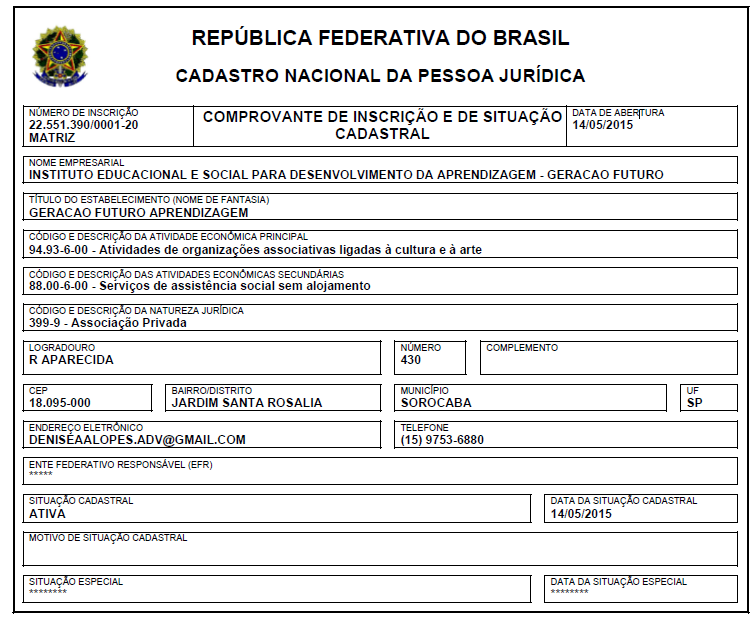 REPÚBLICA FEDERATIVA DO BRASIL
CADASTRO NACIONAL DA PESSOA JURÍDICA
NÚMERO DE INSCRIÇÃO
22.551.390/0001-20
MATRIZ
COMPROVANTE DE INSCRIÇÃO E DE SITUAÇÃO
CADASTRAL
DATA DE ABERTURA
14/05/2015
NOME EMPRESARIAL
INSTITUTO EDUCACIONAL E SOCIAL PARA DESENVOLVIMENTO DA APRENDIZAGEM - GERACAO FUTURO
TÍTULO DO ESTABELECIMENTO (NOME DE FANTASIA)
GERACAO FUTURO APRENDIZAGEM
CÓDIGO E DESCRIÇÃO DA ATIVIDADE ECONÔMICA PRINCIPAL
94.93-6-00 - Atividades de organizações associativas ligadas à cultura e à arte
CÓDIGO E DESCRIÇÃO DAS ATIVIDADES ECONÔMICAS SECUNDÁRIAS
88.00-6-00 - Serviços de assistência social sem alojamento
CÓDIGO E DESCRIÇÃO DA NATUREZA JURÍDICA
399-9 - Associação Privada
LOGRADOURO
R APARECIDA
NÚMERO
430
COMPLEMENTO
CEP
18.095-000
BAIRRO/DISTRITO
JARDIM SANTA ROSALIA
MUNICÍPIO
SOROCABA
UF
SP
ENDEREÇO ELETRÔNICO
DENISEAALOPES.ADV@GMAIL.COM
TELEFONE
(15) 9753-6880
ENTE FEDERATIVO RESPONSÁVEL (EFR)
*****
SITUAÇÃO CADASTRAL
ATIVA
DATA DA SITUAÇÃO CADASTRAL
14/05/2015
MOTIVO DE SITUAÇÃO CADASTRAL
SITUAÇÃO ESPECIAL
********
DATA DA SITUAÇÃO ESPECIAL
********